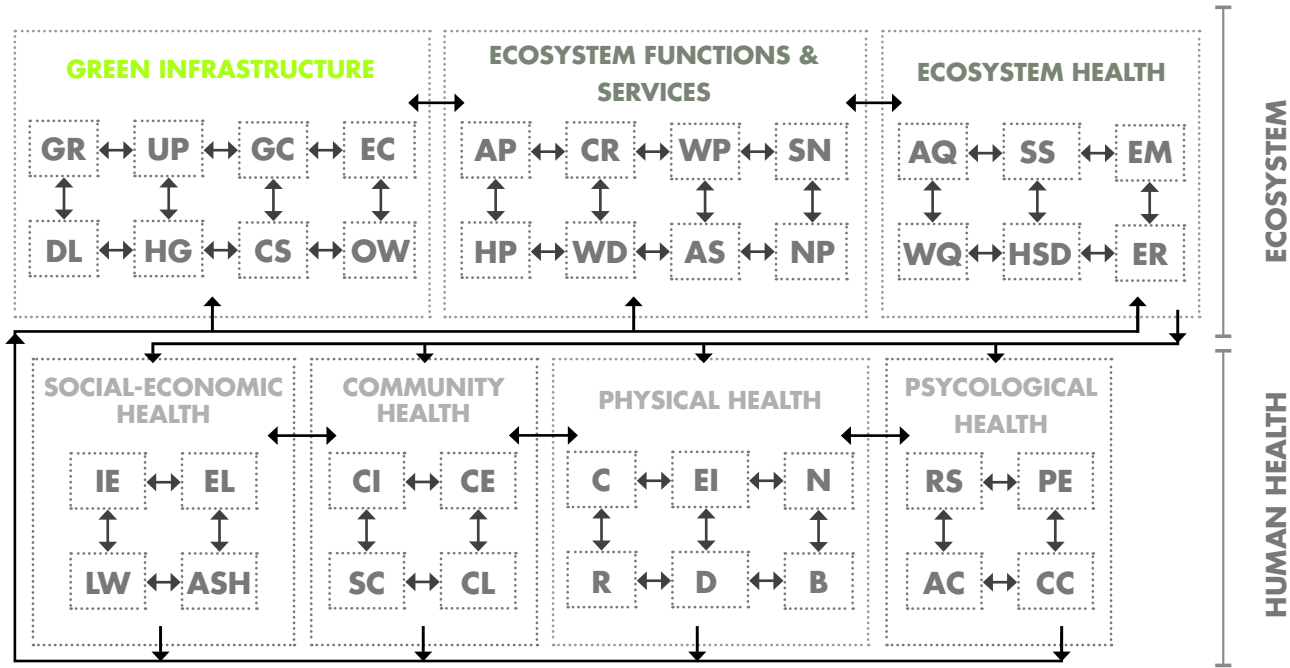 GREEN INFRASTRUCTURE
GR UP GC EC
DL HG CS OW
ECOSYSTEM FUNCTIONS &
SERVICES
AP CR WP SN
HP WD AS NP
ECOSYSTEM HEALTH
AQ SS EM
WQ HSD ER
ECOSYSTEM
SOCIAL-ECONOMIC
HEALTH
IE EL
LW ASH
COMMUNITY
HEALTH
CI CE
SC CL
PHYSICAL HEALTH
C EI N
R D B
PSYCOLOGICAL
HEALTH
RS PE
AC CC
HUMAN HEALTH